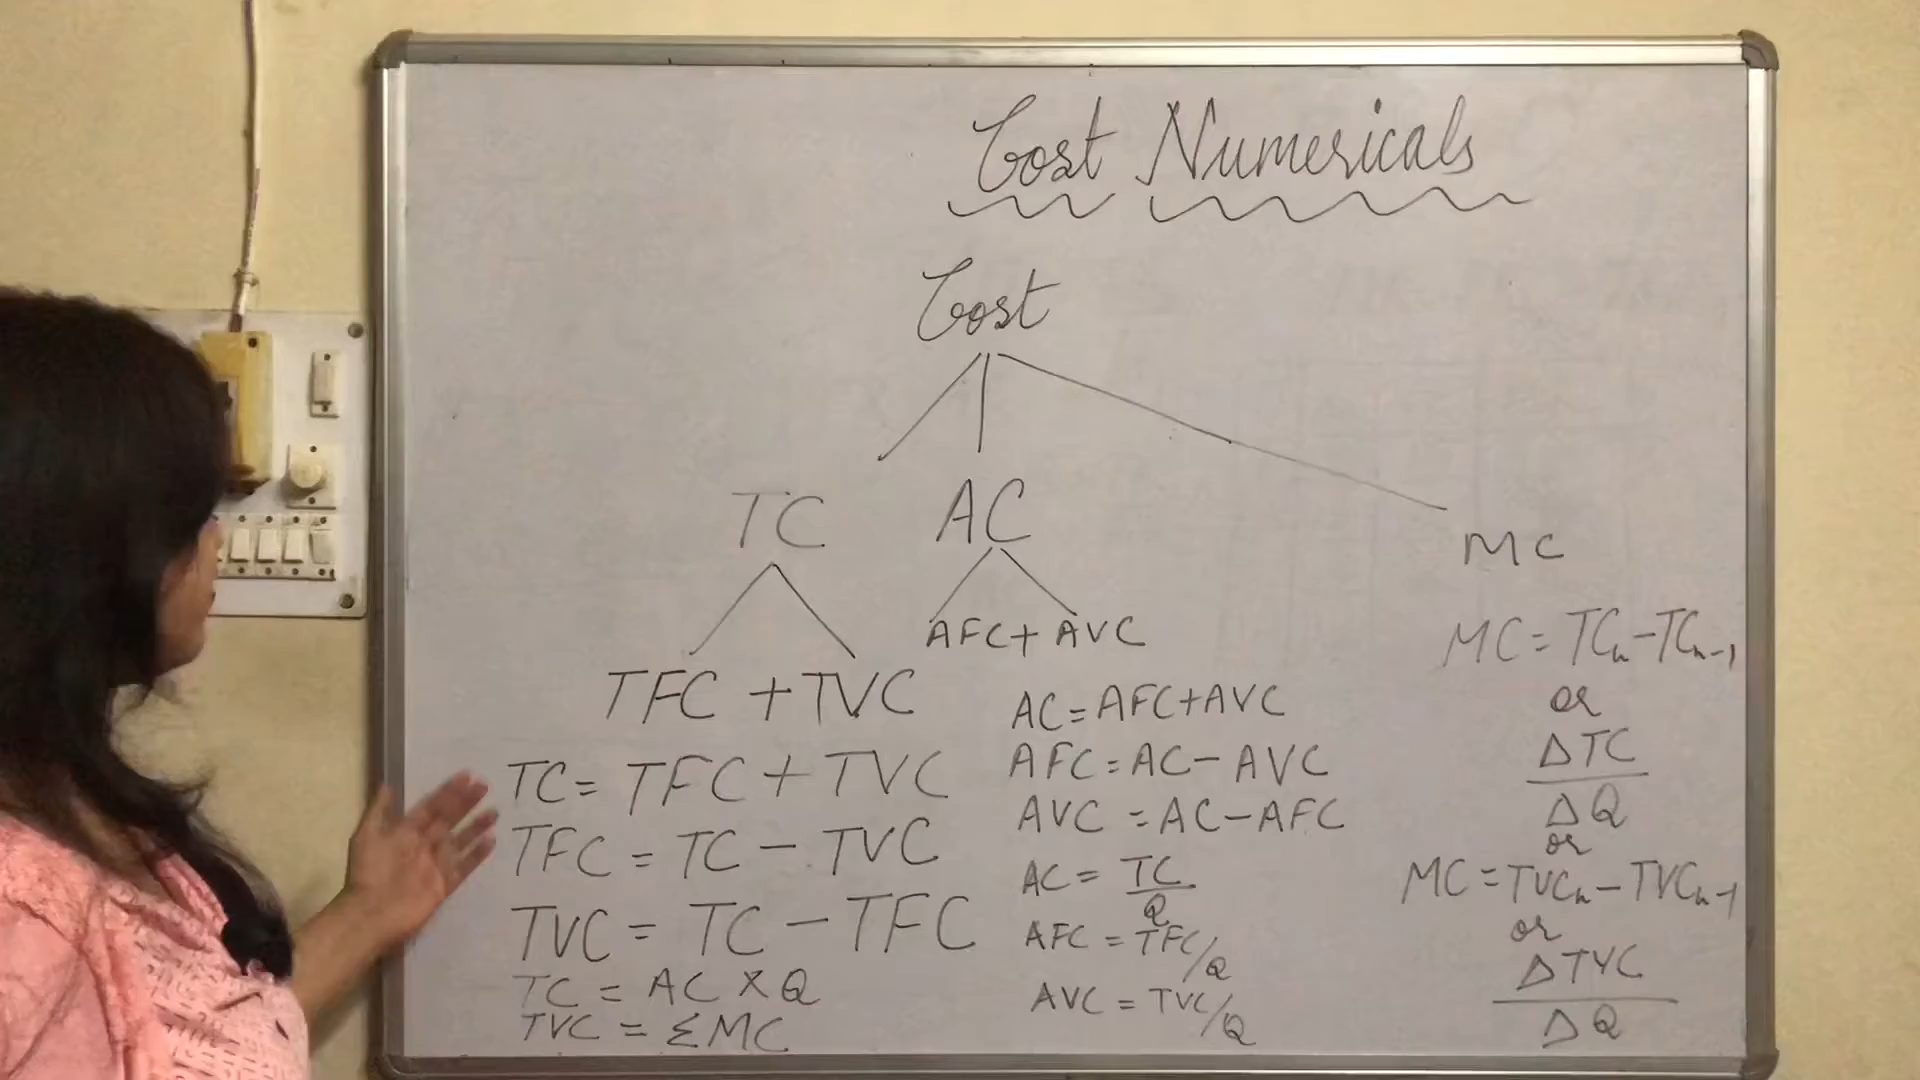 Cost Numericals
Cost
TC
AC
MC
AFC + AVC
TFC + TVC
TC = TFC + TVC
TFC = TC - TVC
TVC = TC - TFC
TC = AC X Q
TVC = ΣMC
AC = AFC + AVC
AFC = AC - AVC
AVC = AC - AFC
AC = TC
Q
AFC = TFC/Q
AVC = TVC/Q
MC = TCn - TCn-1
or
ΔTC
ΔQ
or
MC = TVCn - TVCn-1
or
ΔTVC
ΔQ